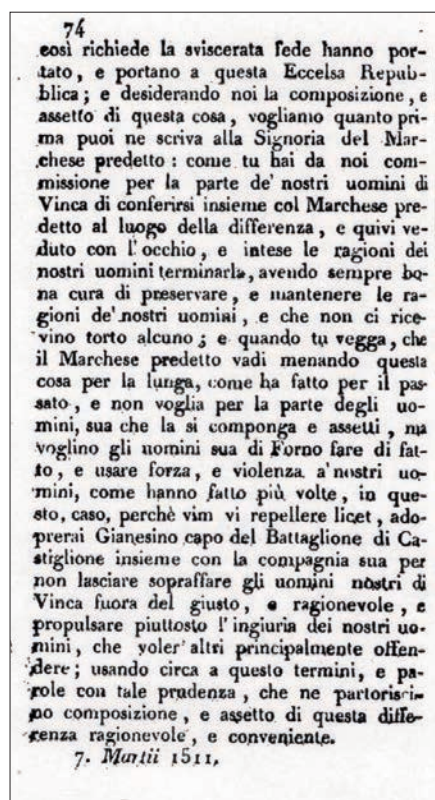 74
così richiede la sviscerata fede hanno por-
tato, e portano a questa Eccelsa Repub-
blica; e desiderando noi la composizione, e
assetto di questa cosa, vogliamo quanto pri-
ma puoi ne scriva alla Signoria del Mar-
chese predetto: come tu hai da noi com-
missione per la parte de' nostri uomini di
Vinca di conferirsi insieme col Marchese pre-
detto al luogo della differenza, e quivi ve-
duto con l'occhio, e intese le ragioni dei
nostri uomini terminarla, avendo sempre bo-
na cura di preservare, e mantenere le ra-
gioni de' nostri uomini, e che non ci rice-
vino torto alcuno; e quando tu vegga, che
il Marchese predetto vadi menando questa
cosa per la lunga, come ha fatto per il pas-
sato, e non voglia per la parte degli uo-
mini, sua che la si componga e assetti, ma
voglino gli uomini sua di Forno fare di fat-
to, e usare forza, e violenza a' nostri uo-
mini, come hanno fatto più volte, in que-
sto, caso, perchè vim vi repellere licet, ado-
prerai Gianesino capo del Battaglione di Ca-
stiglione insieme con la compagnia sua per
non lasciare sopraffare gli uomini nostri di
Vinca fuora del giusto, e ragionevole, e
propulsare piuttosto l'ingiuria dei nostri uo-
mini, che voler' altri principalmente offen-
dere; usando circa a questo termini, e pa-
role con tale prudenza, che ne partorisci-
no composizione, e assetto di questa diffe-
renza ragionevole, e conveniente.
7. Martii 1511.